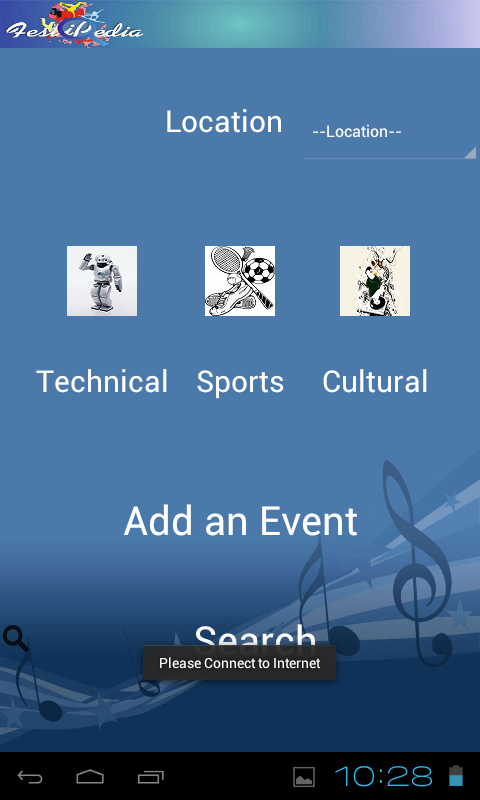 FestiPedia
Location
--Location--
Technical Sports Cultural
Add an Event
Search
Please Connect to Internet
10:28